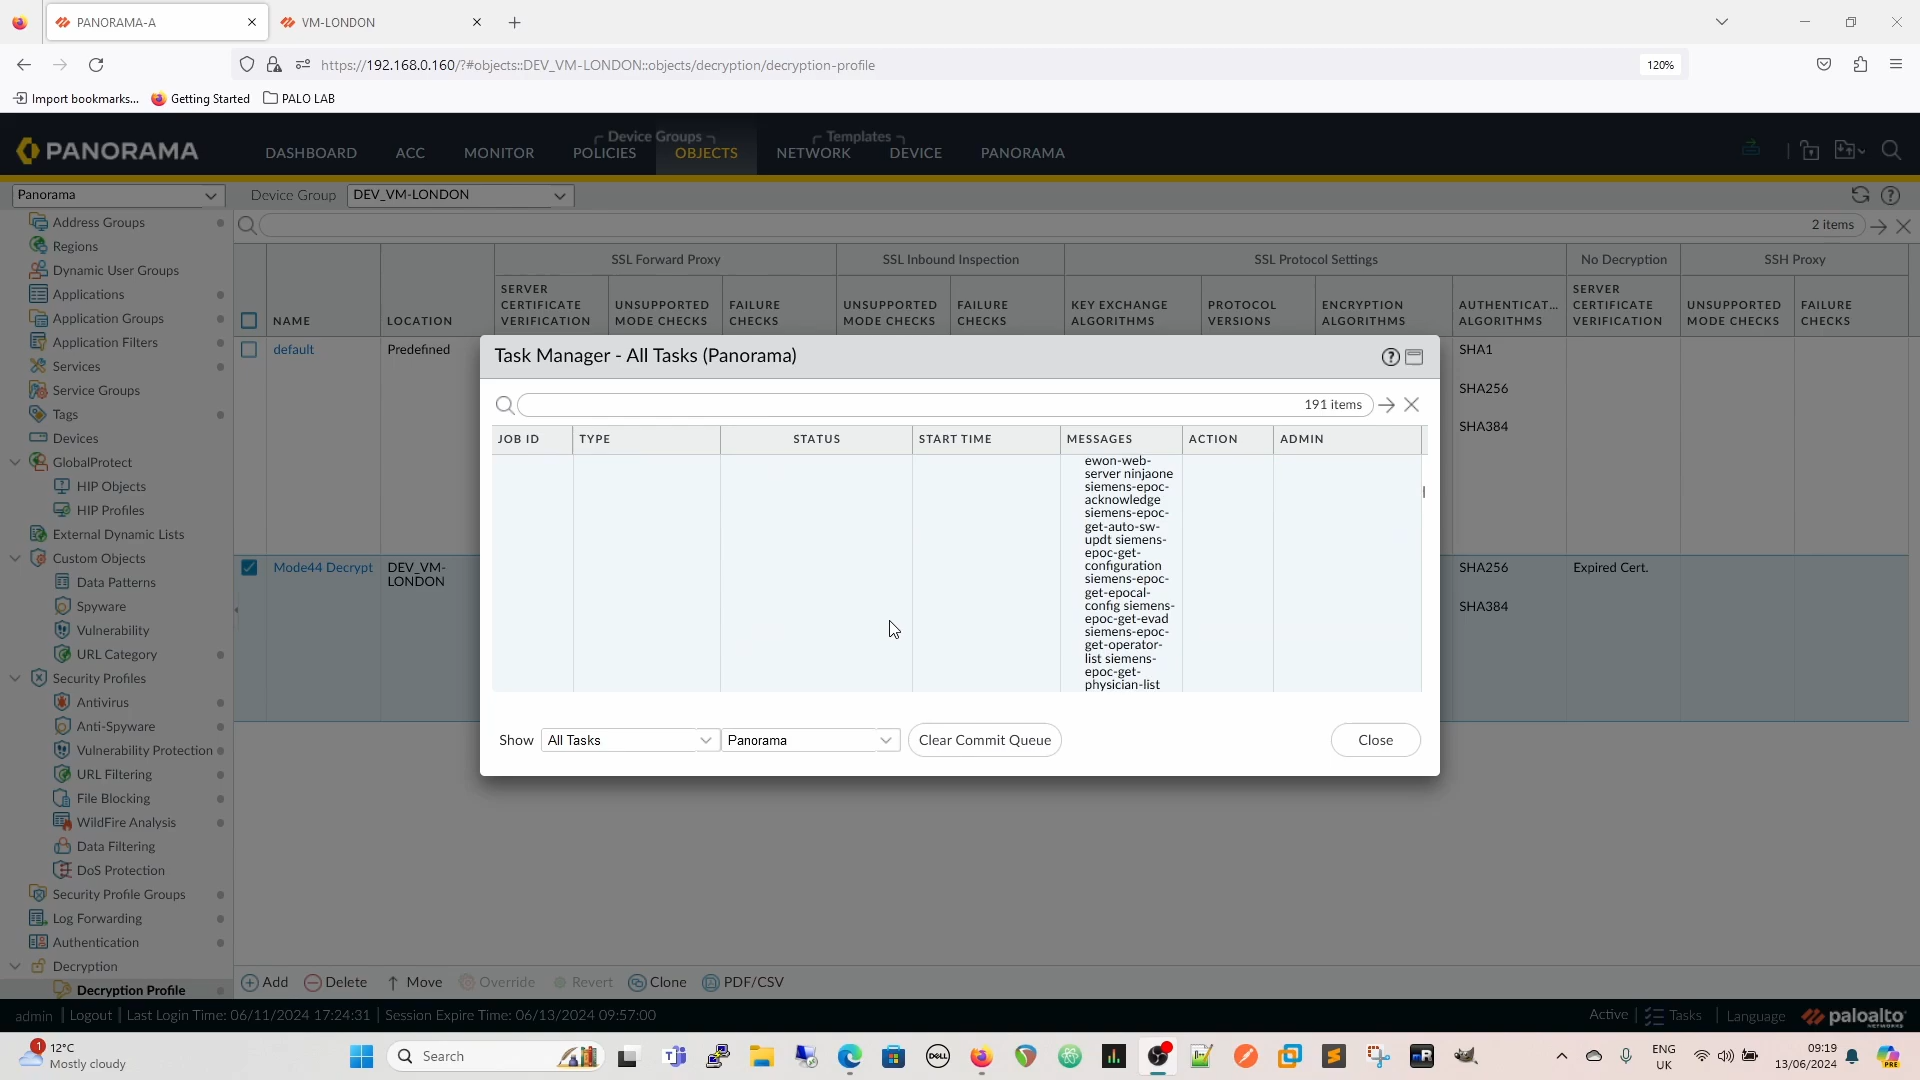 PANORAMA-A
VM-LONDON
https://192.168.0.160/?#objects::DEV_VM-LONDON::objects/decryption/decryption-profile
120%
Import bookmarks...
Getting Started
PALO LAB
PANORAMA
Device Groups
Templates
DASHBOARD
ACC
MONITOR
POLICIES
OBJECTS
NETWORK
DEVICE
PANORAMA
Panorama
Device Group
DEV_VM-LONDON
Address Groups
Regions
Dynamic User Groups
Applications
Application Groups
Application Filters
Services
Service Groups
Tags
Devices
GlobalProtect
HIP Objects
HIP Profiles
External Dynamic Lists
Custom Objects
Data Patterns
Spyware
Vulnerability
URL Category
Security Profiles
Antivirus
Anti-Spyware
Vulnerability Protection
URL Filtering
File Blocking
WildFire Analysis
Data Filtering
DoS Protection
Security Profile Groups
Log Forwarding
Authentication
Decryption
Decryption Profile
2 items
SSL Forward Proxy
SSL Inbound Inspection
SSL Protocol Settings
No Decryption
SSH Proxy
NAME
LOCATION
SERVER
CERTIFICATE
VERIFICATION
UNSUPPORTED
MODE CHECKS
FAILURE
CHECKS
UNSUPPORTED
MODE CHECKS
FAILURE
CHECKS
KEY EXCHANGE
ALGORITHMS
PROTOCOL
VERSIONS
ENCRYPTION
ALGORITHMS
AUTHENTICAT...
ALGORITHMS
SERVER
CERTIFICATE
VERIFICATION
UNSUPPORTED
MODE CHECKS
FAILURE
CHECKS
default
Predefined
SHA1
SHA256
SHA384
Mode44 Decrypt
DEV_VM-
LONDON
SHA256
SHA384
Expired Cert.
Task Manager - All Tasks (Panorama)
191 items
JOB ID
TYPE
STATUS
START TIME
MESSAGES
ACTION
ADMIN
ewon-web-
server ninjaone
siemens-epoc-
acknowledge
siemens-epoc-
get-auto-sw-
updt siemens-
epoc-get-
configuration
siemens-epoc-
get-epocal-
config siemens-
epoc-get-evad
siemens-epoc-
get-operator-
list siemens-
epoc-get-
physician-list
Show
All Tasks
Panorama
Clear Commit Queue
Close
Add
Delete
Move
Override
Revert
Clone
PDF/CSV
admin
Logout
Last Login Time: 06/11/2024 17:24:31
Session Expire Time: 06/13/2024 09:57:00
Active
Tasks
Language
paloalto
NETWORKS
1
12°C
Mostly cloudy
Search
DELL
mR
PRE
ENG
UK
09:19
13/06/2024